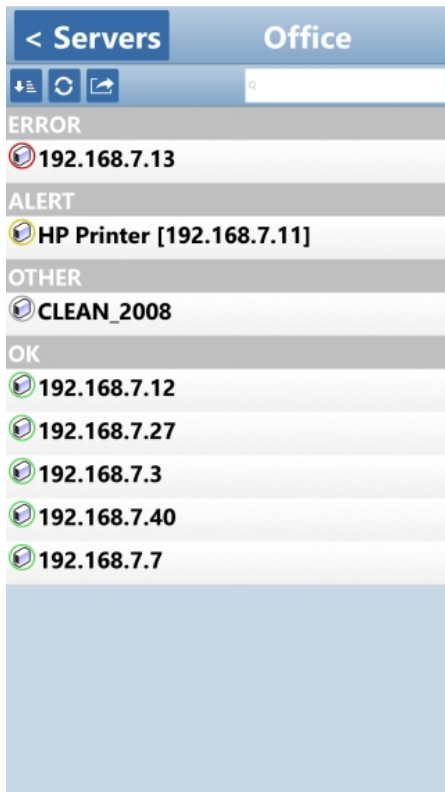 < Servers
Office
ERROR
192.168.7.13
ALERT
HP Printer [192.168.7.11]
OTHER
CLEAN_2008
OK
192.168.7.12
192.168.7.27
192.168.7.3
192.168.7.40
192.168.7.7